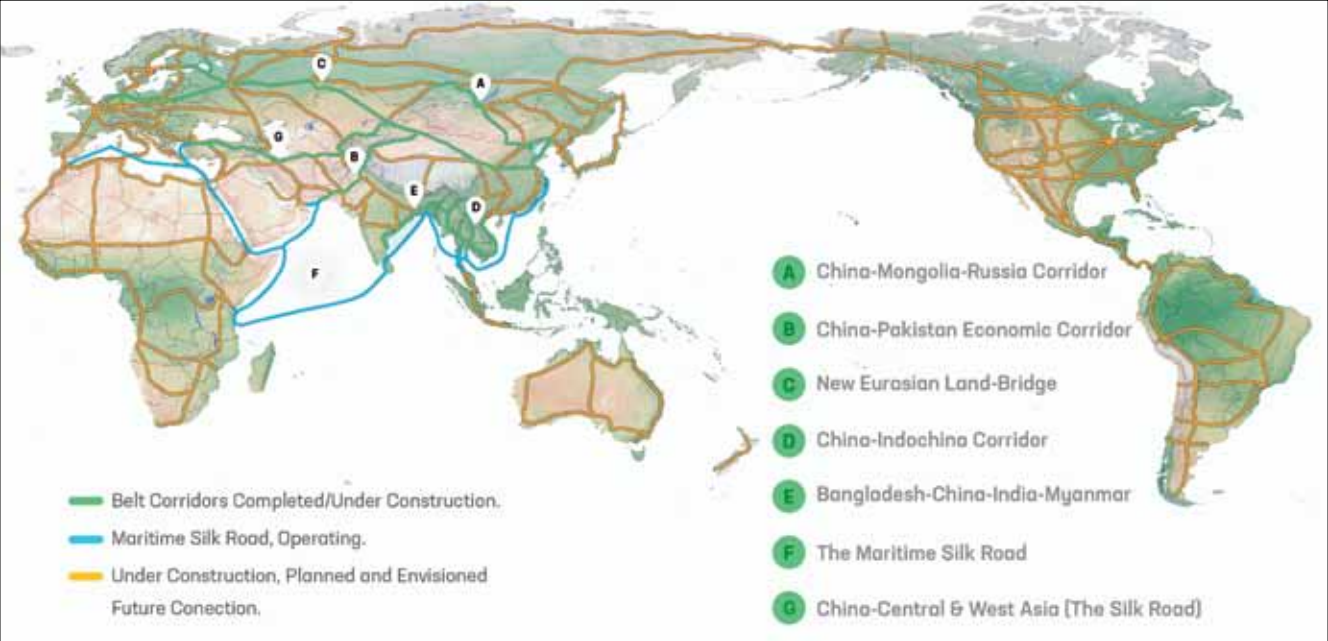 C
A
G
B
E
D
F
A China-Mongolia-Russia Corridor
B China-Pakistan Economic Corridor
C New Eurasian Land-Bridge
D China-Indochina Corridor
E Bangladesh-China-India-Myanmar
F The Maritime Silk Road
G China-Central & West Asia (The Silk Road)
Belt Corridors Completed/Under Construction.
Maritime Silk Road, Operating.
Under Construction, Planned and Envisioned
Future Conection.